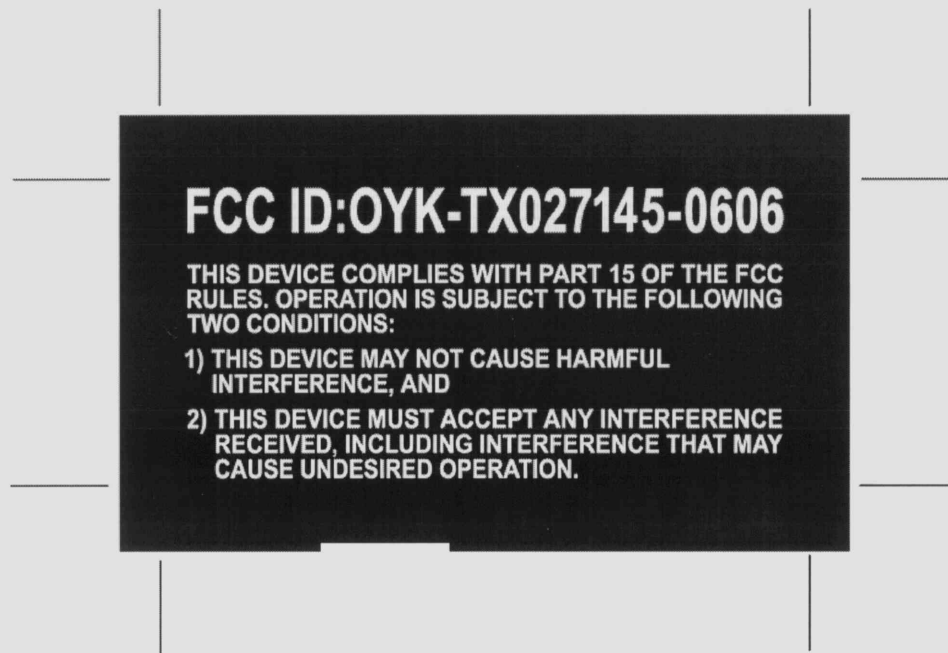 FCC ID:OYK-TX027145-0606
THIS DEVICE COMPLIES WITH PART 15 OF THE FCC
RULES. OPERATION IS SUBJECT TO THE FOLLOWING
TWO CONDITIONS:
1) THIS DEVICE MAY NOT CAUSE HARMFUL
INTERFERENCE, AND
2) THIS DEVICE MUST ACCEPT ANY INTERFERENCE
RECEIVED, INCLUDING INTERFERENCE THAT MAY
CAUSE UNDESIRED OPERATION.